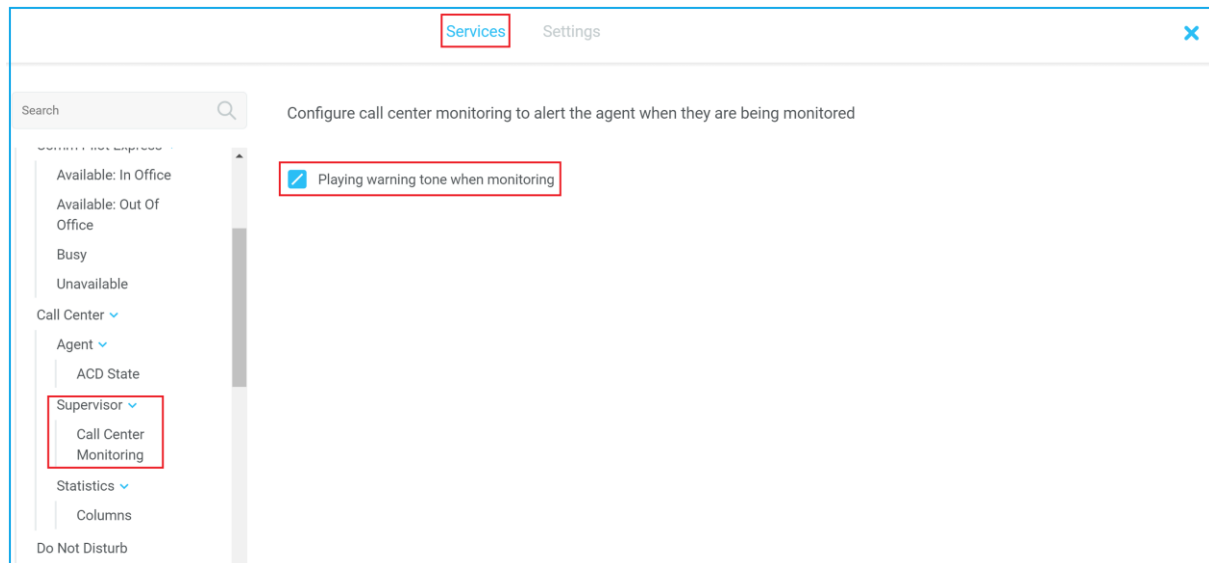 Services Settings
Search
Configure call center monitoring to alert the agent when they are being monitored
Available: In Office
Playing warning tone when monitoring
Available: Out Of
Office
Busy
Unavailable
Call Center
Agent
ACD State
Supervisor
Call Center
Monitoring
Statistics
Columns
Do Not Disturb